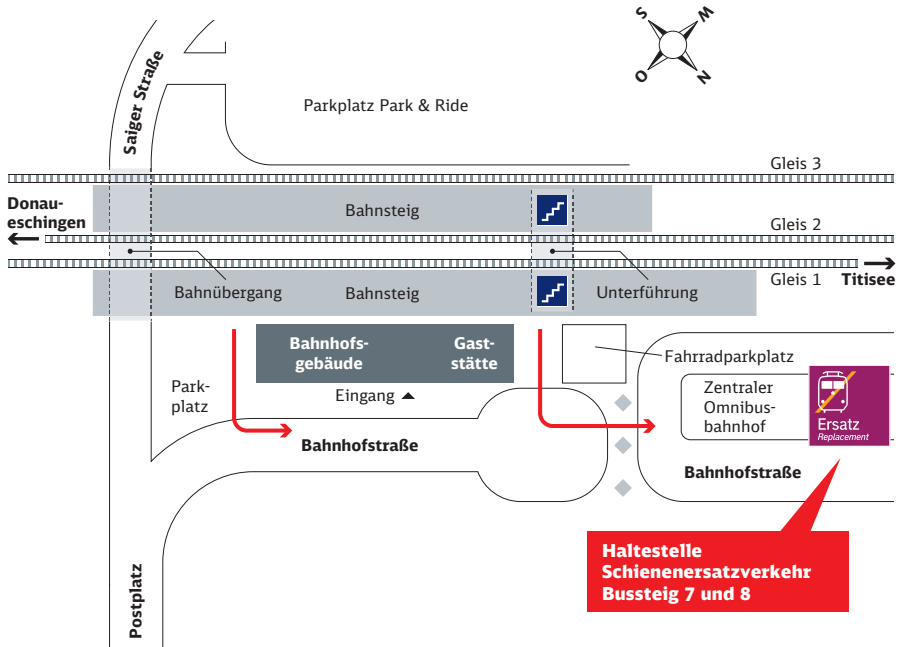 S
W
O
N
Saiger Straße
Parkplatz Park & Ride
Gleis 3
Donau-
eschingen
Bahnsteig
Gleis 2
Bahnübergang
Bahnsteig
Unterführung
Gleis 1
Titisee
Bahnhofs-
gebäude
Gast-
stätte
Fahrradparkplatz
Park-
platz
Eingang
Zentraler
Omnibus-
bahnhof
Ersatz
Replacement
Bahnhofstraße
Bahnhofstraße
Haltestelle
Schienenersatzverkehr
Bussteig 7 und 8
Postplatz